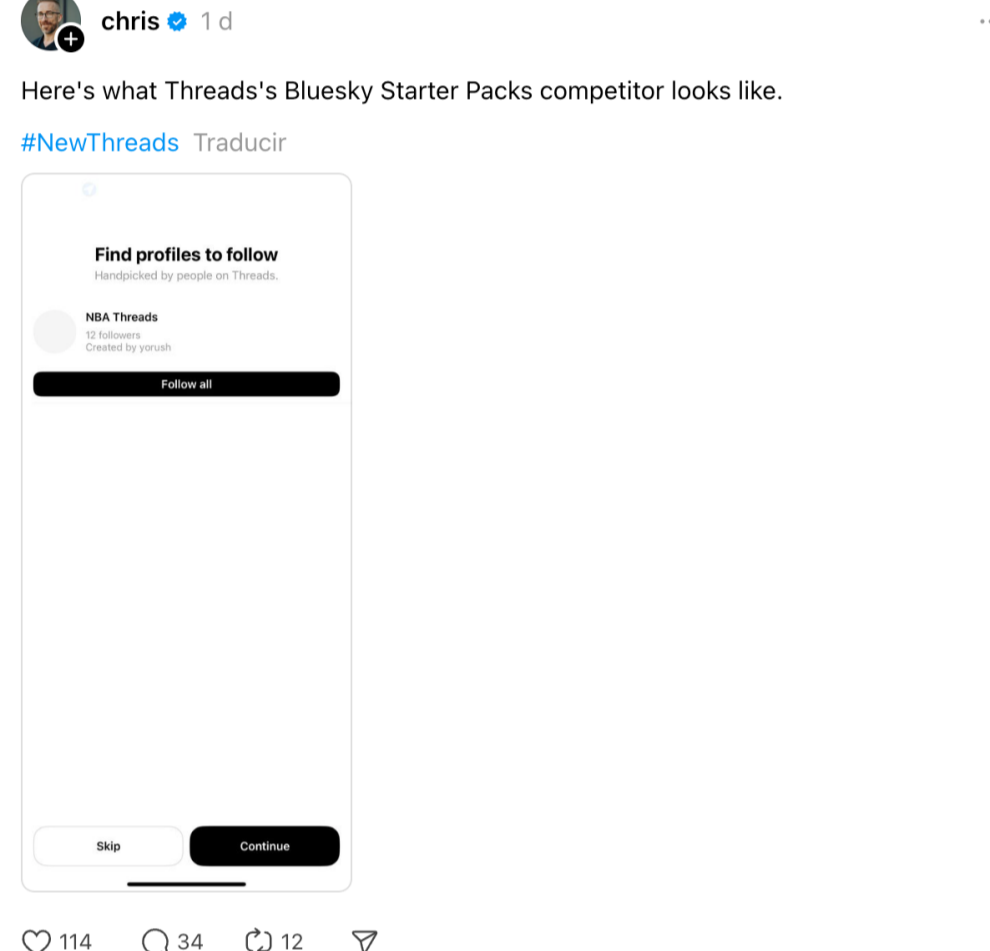 chris 1 d
Here's what Threads's Bluesky Starter Packs competitor looks like.
#NewThreads Traducir
Find profiles to follow
Handpicked by people on Threads.
NBA Threads
12 followers
Created by yorush
Follow all
Skip Continue
114 34 12